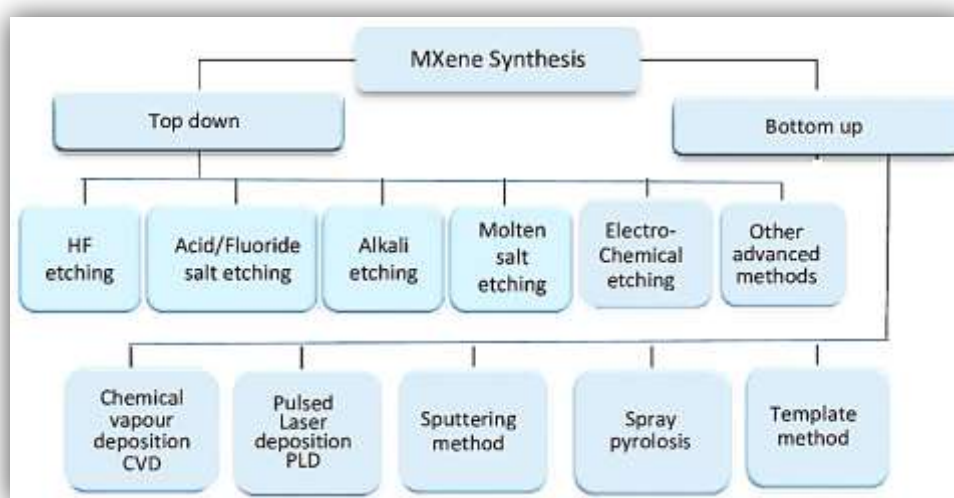 MXene Synthesis
Top down
Bottom up
HF
etching
Acid/Fluoride
salt etching
Alkali
etching
Molten
salt
etching
Electro-
Chemical
etching
Other
advanced
methods
Chemical
vapour
deposition
CVD
Pulsed
Laser
deposition
PLD
Sputtering
method
Spray
pyrolosis
Template
method